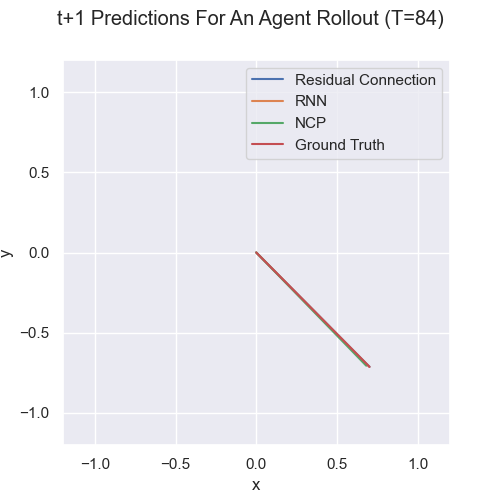 t+1 Predictions For An Agent Rollout (T=84)
Residual Connection
RNN
NCP
Ground Truth
1.0
0.5
0.0
−0.5
−1.0
y
−1.0 −0.5 0.0 0.5 1.0
x